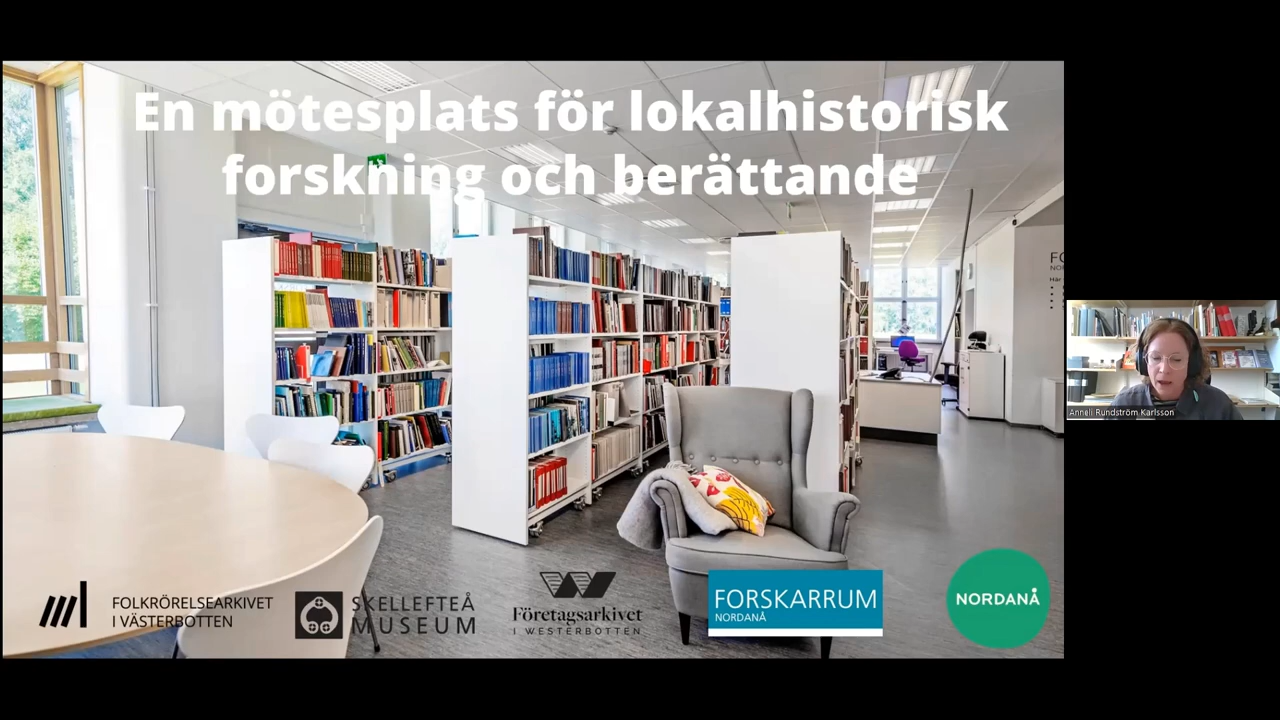 En mötesplats för lokalhistorisk
forskning och berättande
FOLKRÖRELSEARKIVET
I VÄSTERBOTTEN
SKELLEFTEÅ
MUSEUM
Företagsarkivet
I WESTERBOTTEN
FORSKARRUM
NORDANÅ
NORDANÅ
Anneli Rundström Karlsson